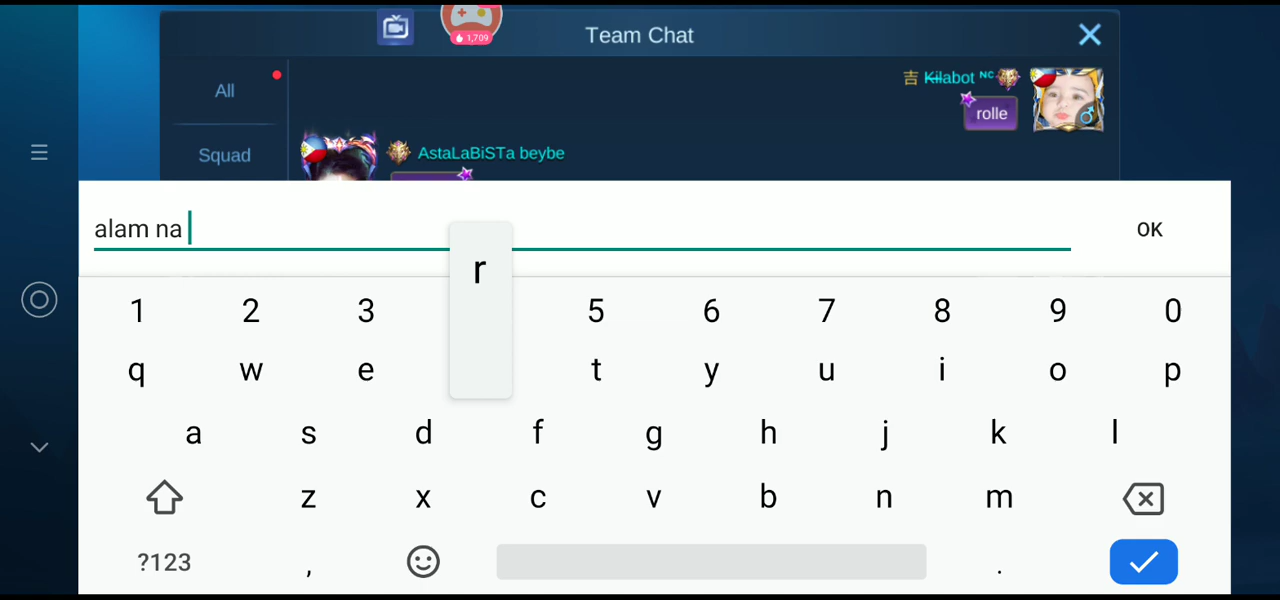 1,709
Team Chat
All
吉 Kilabot ᴺᶜ
rolle
Squad
AstaLaBiSTa beybe
alam na
OK
r
1 2 3 5 6 7 8 9 0
q w e t y u i o p
a s d f g h j k l
z x c v b n m
?123 , .